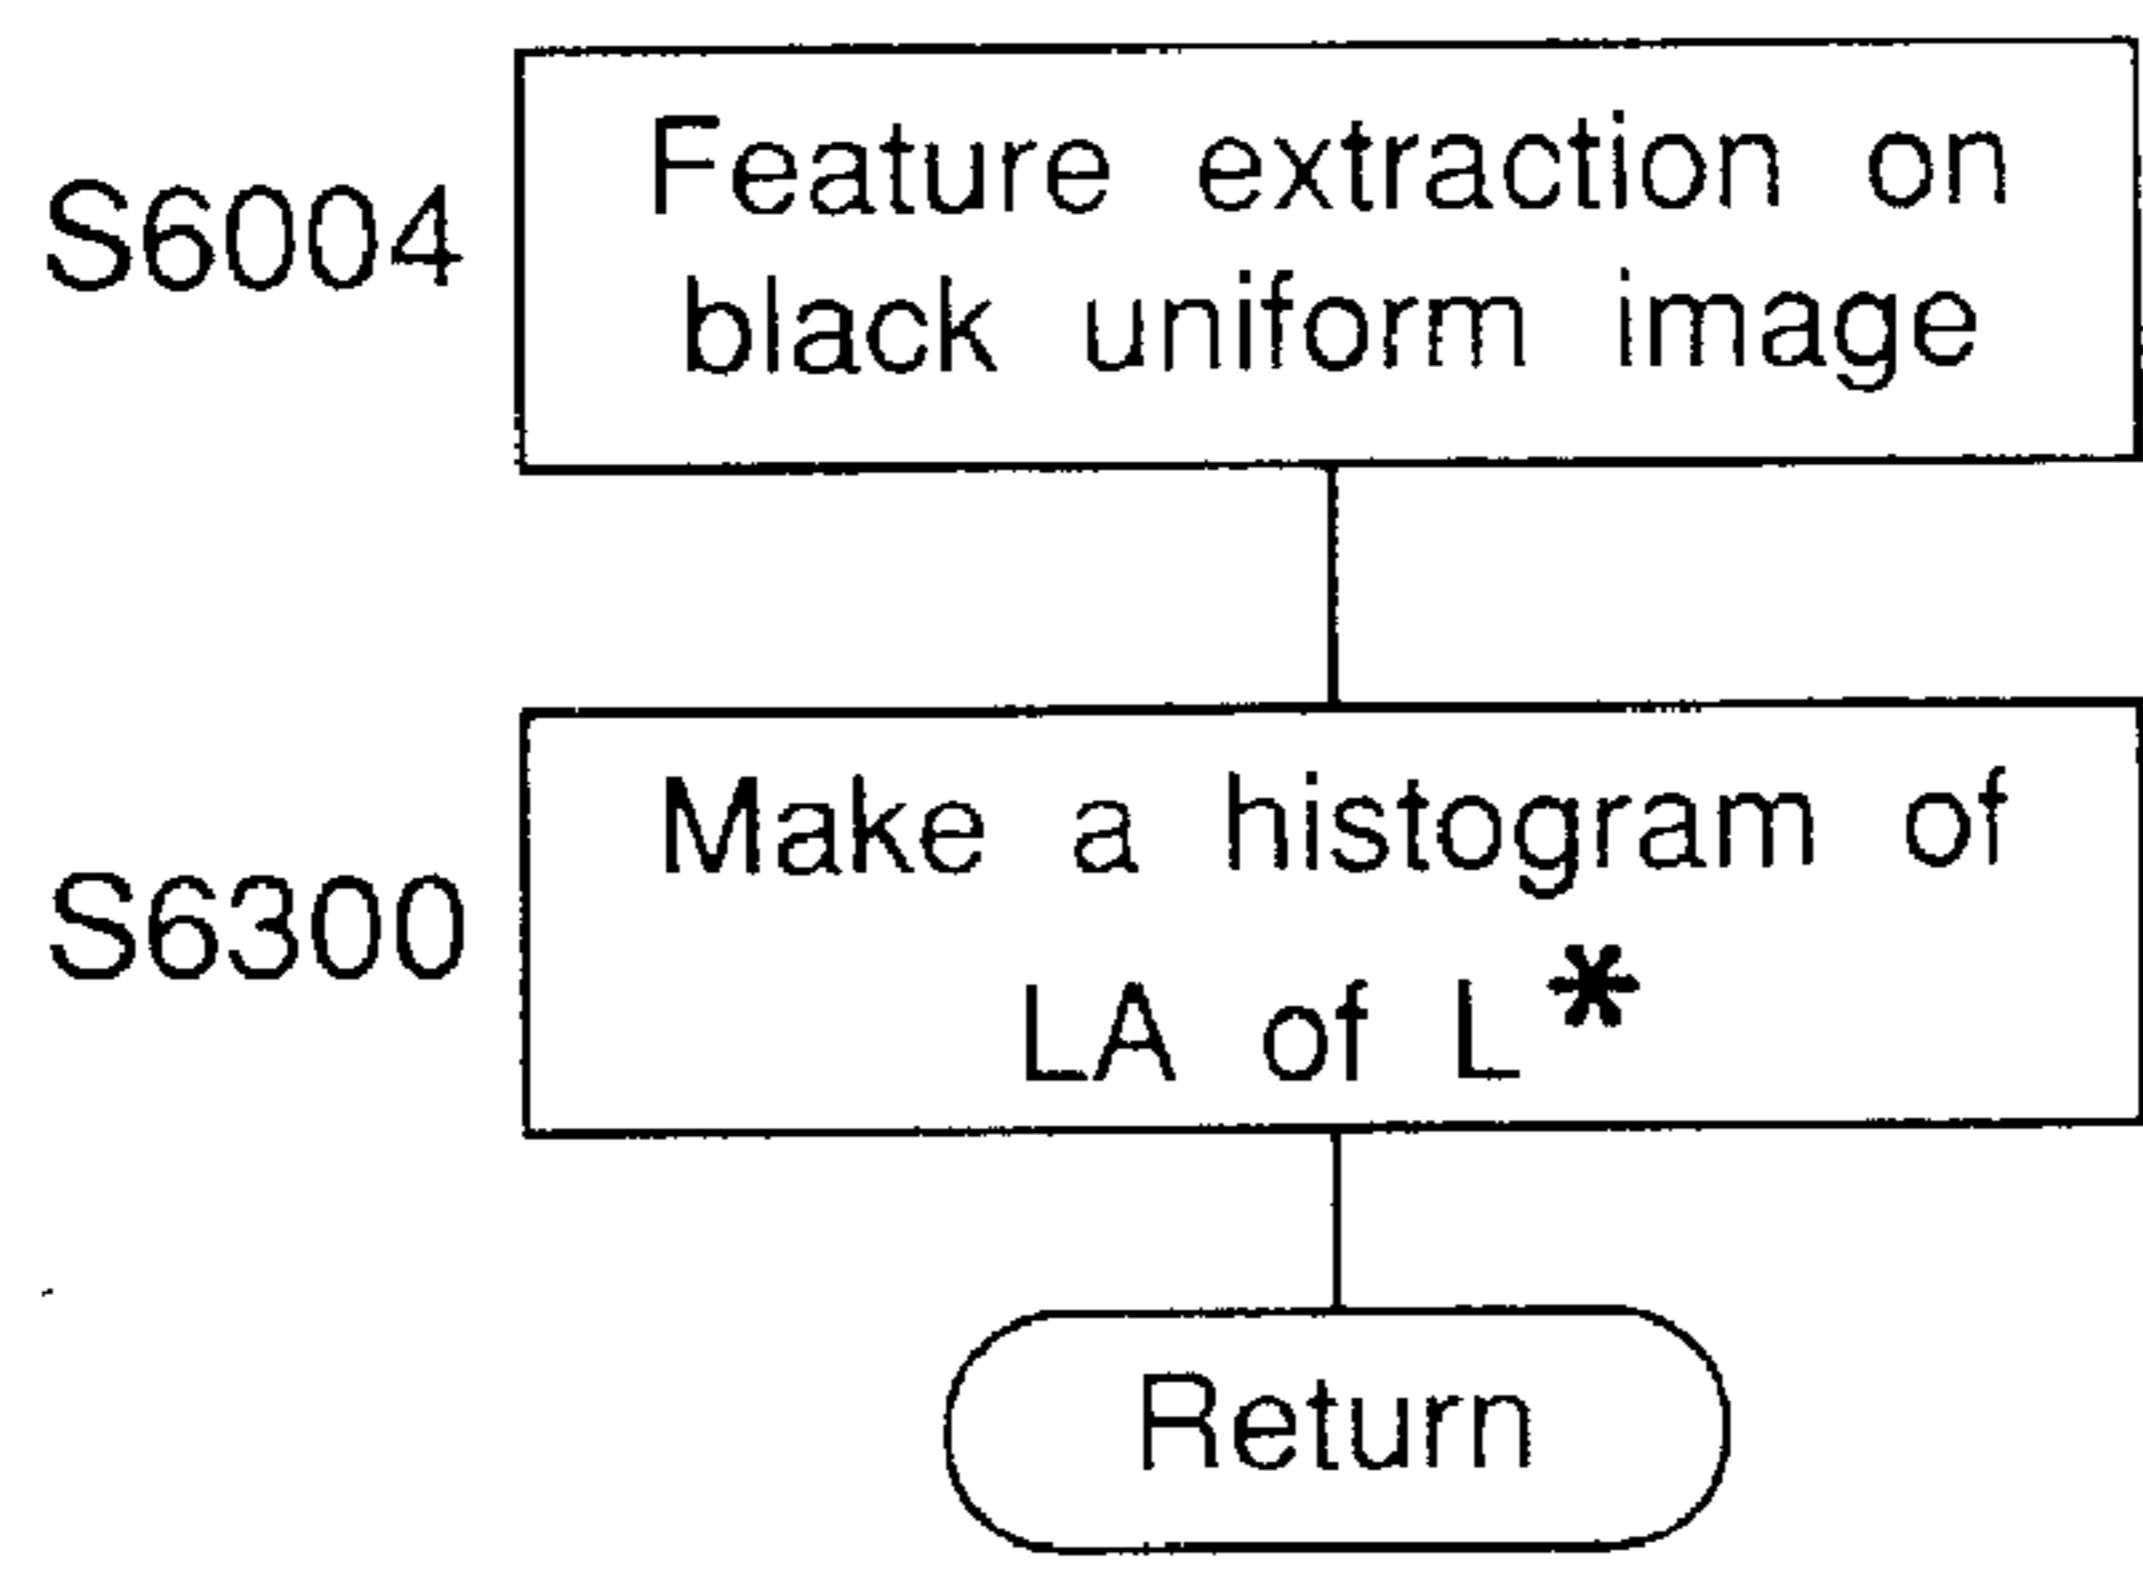 S6004
Feature extraction on
black uniform image
S6300
Make a histogram of
LA of L*
Return